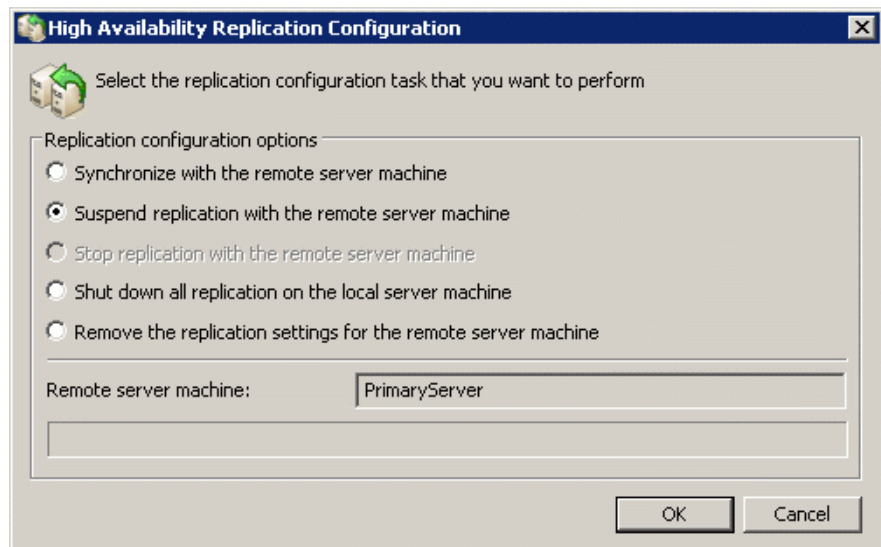 High Availability Replication Configuration
Select the replication configuration task that you want to perform
Replication configuration options
Synchronize with the remote server machine
Suspend replication with the remote server machine
Stop replication with the remote server machine
Shut down all replication on the local server machine
Remove the replication settings for the remote server machine
Remote server machine: PrimaryServer
OK Cancel